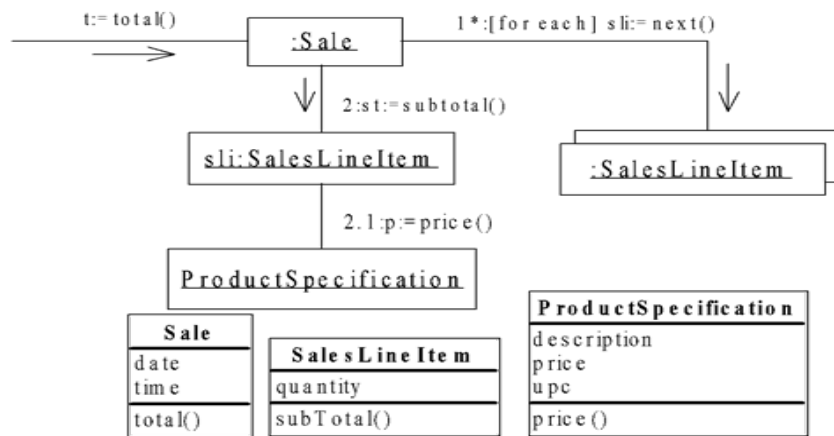 t:= total()
:Sale
1*:[for each] sli:= next()
2:st:= subtotal()
sli:SalesLineItem
:SalesLineItem
2.1:p:= price()
ProductSpecification
Sale
date
time
total()
SalesLineItem
quantity
subTotal()
ProductSpecification
description
price
upc
price()